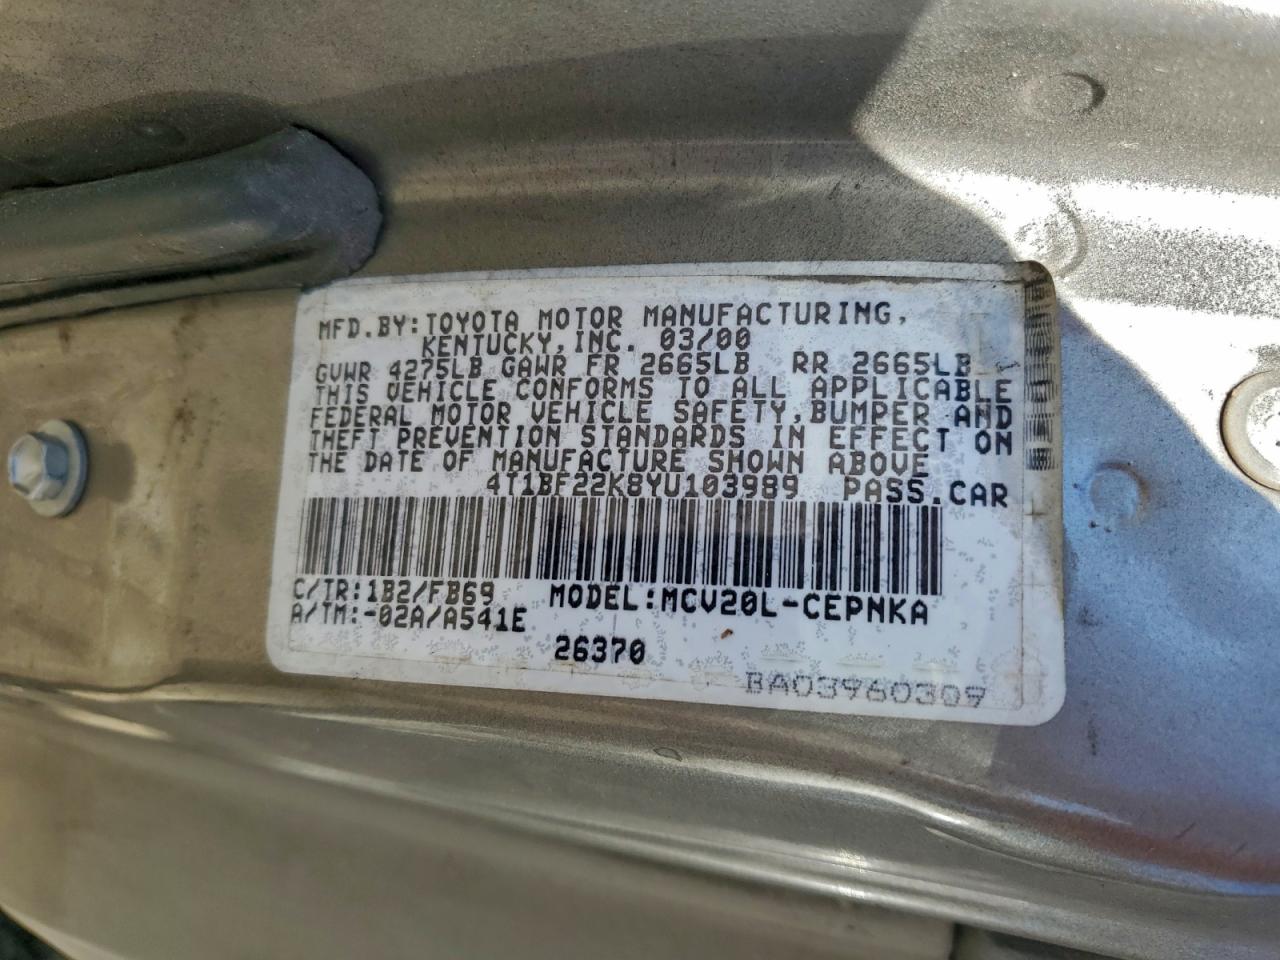 MFD.BY:TOYOTA MOTOR MANUFACTURING,
KENTUCKY,INC. 03/00
GVWR 4275LB GAWR FR 2665LB RR 2665LB
THIS VEHICLE CONFORMS TO ALL APPLICABLE
FEDERAL MOTOR VEHICLE SAFETY,BUMPER AND
THEFT PREVENTION STANDARDS IN EFFECT ON
THE DATE OF MANUFACTURE SHOWN ABOVE
4T1BF22K8YU103989 PASS.CAR
C/TR:1B2/FB69 MODEL:MCV20L-CEPNKA
A/TM:-02A/A541E
26370
BA03960309